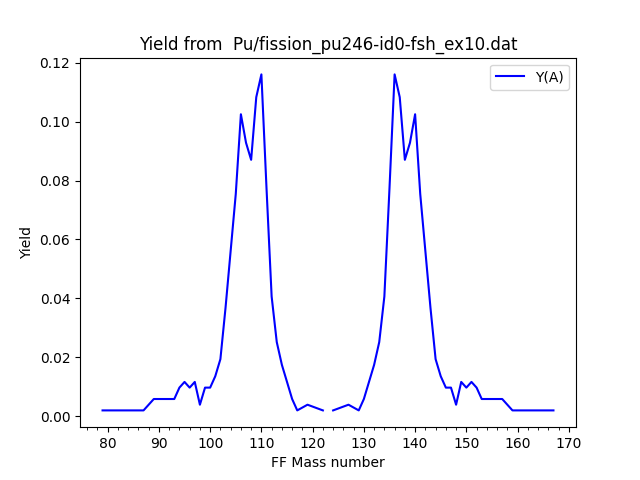 Yield from  Pu/fission_pu246-id0-fsh_ex10.dat
Y(A)
0.12
0.10
0.08
0.06
0.04
0.02
0.00
Yield
80 90 100 110 120 130 140 150 160 170
FF Mass number